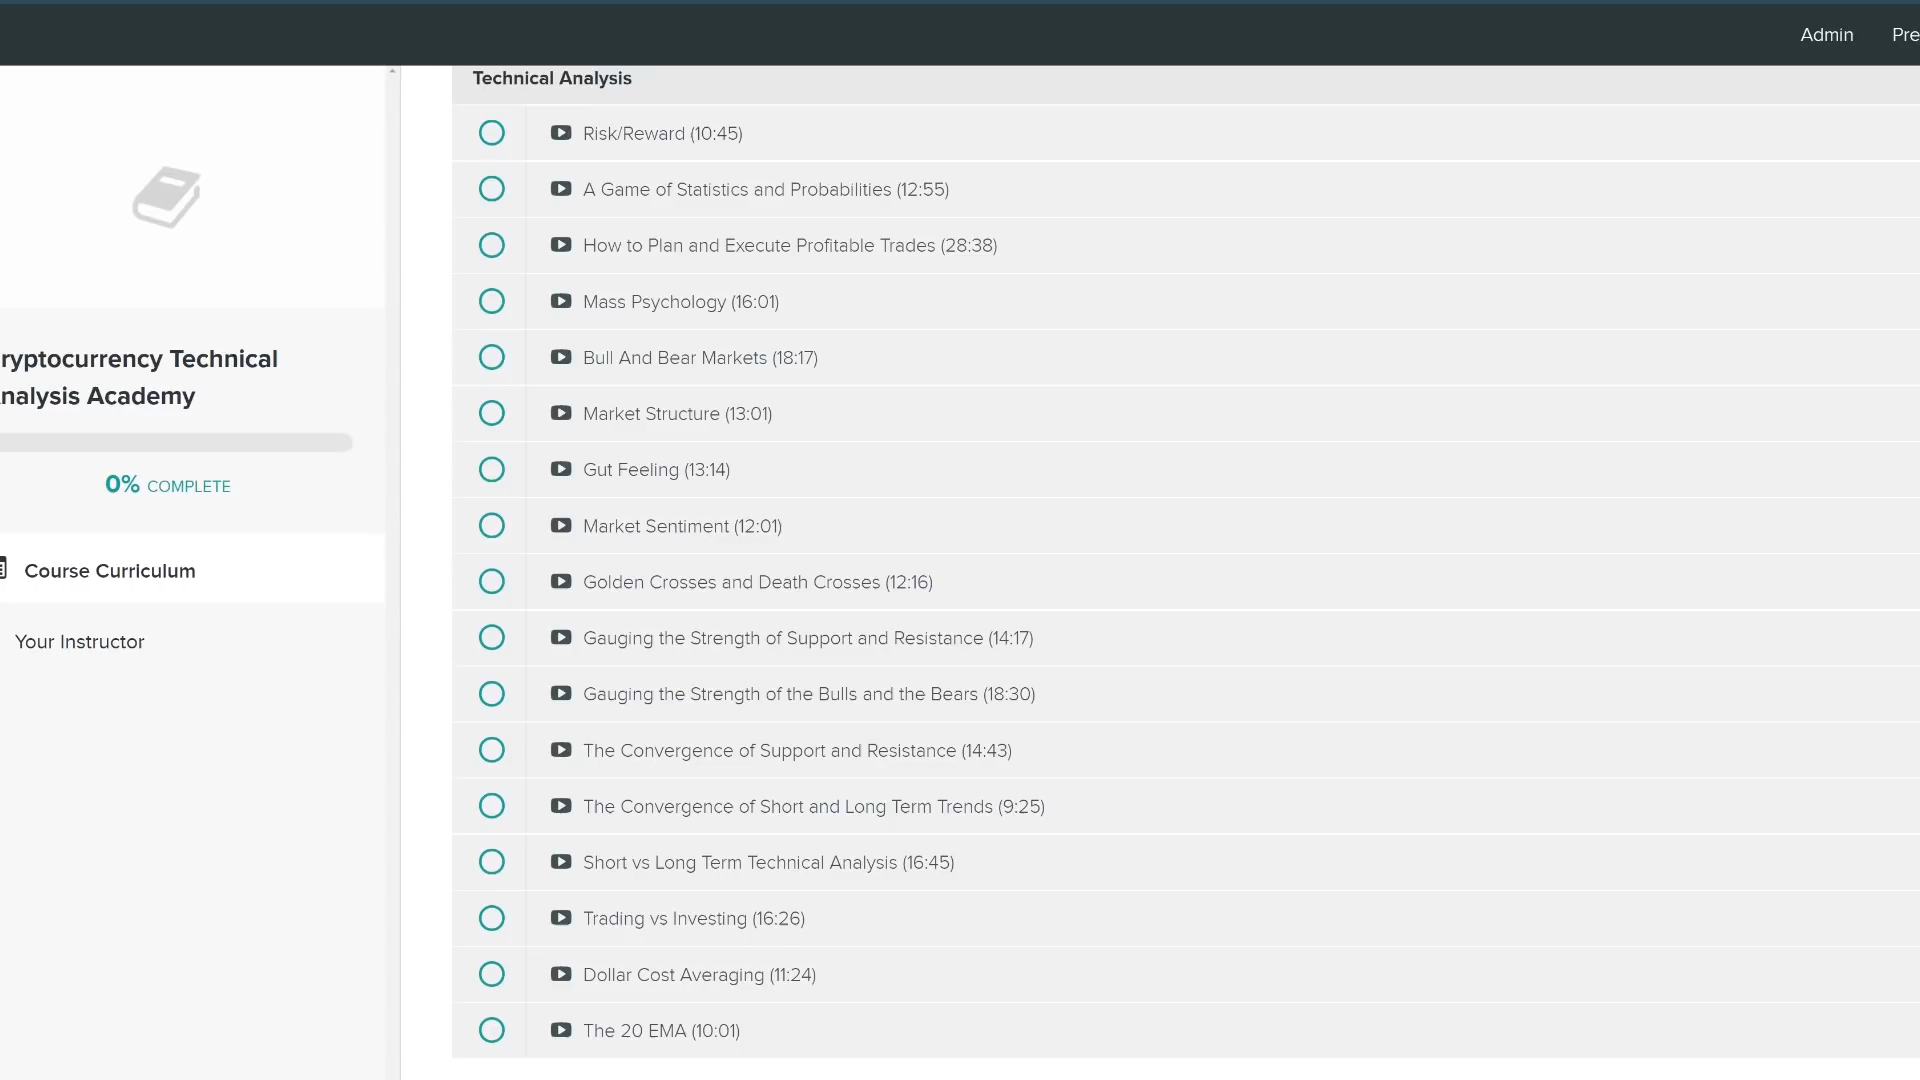 Admin Pre
Technical Analysis
Risk/Reward (10:45)
A Game of Statistics and Probabilities (12:55)
How to Plan and Execute Profitable Trades (28:38)
Mass Psychology (16:01)
Bull And Bear Markets (18:17)
Market Structure (13:01)
Gut Feeling (13:14)
Market Sentiment (12:01)
Golden Crosses and Death Crosses (12:16)
Gauging the Strength of Support and Resistance (14:17)
Gauging the Strength of the Bulls and the Bears (18:30)
The Convergence of Support and Resistance (14:43)
The Convergence of Short and Long Term Trends (9:25)
Short vs Long Term Technical Analysis (16:45)
Trading vs Investing (16:26)
Dollar Cost Averaging (11:24)
The 20 EMA (10:01)
ryptocurrency Technical
nalysis Academy
0% COMPLETE
Course Curriculum
Your Instructor